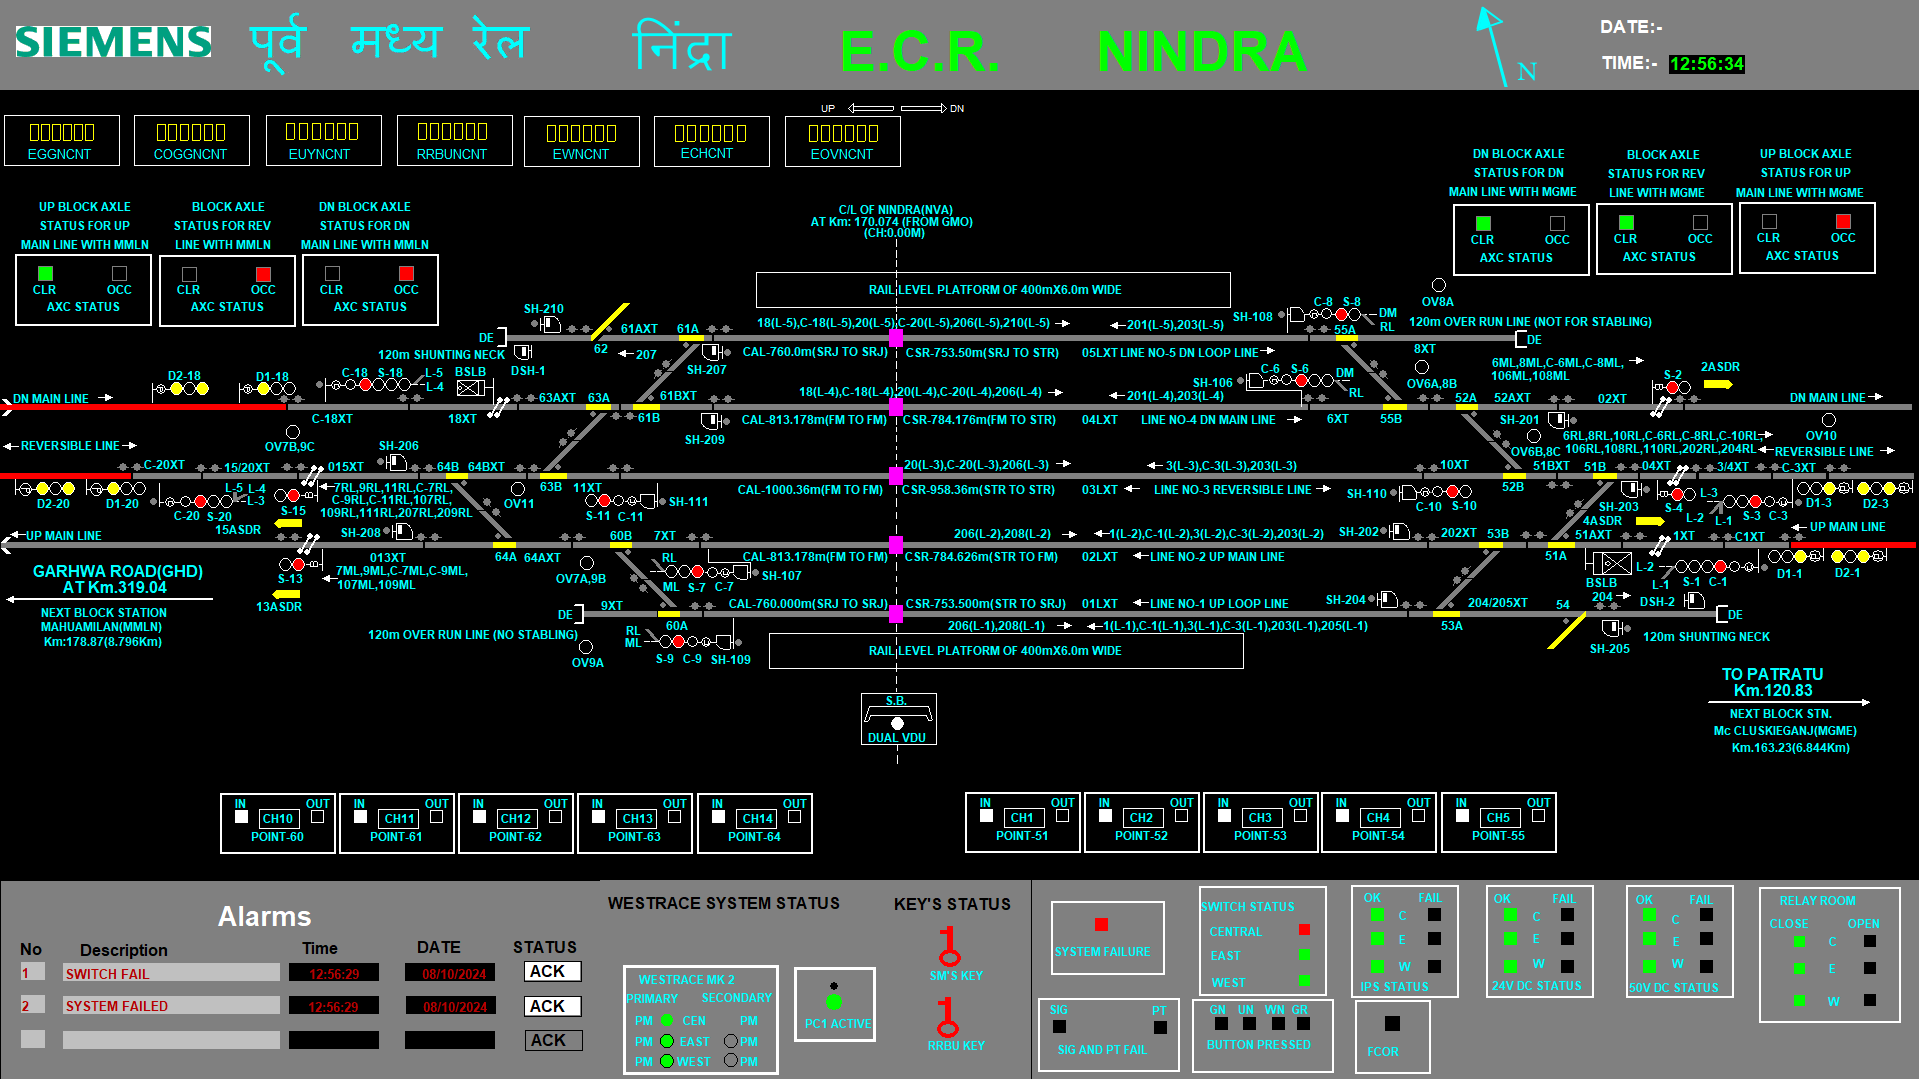 SIEMENS पूर्व मध्य रेल निंद्रा E.C.R. NINDRA N DATE:-
TIME:- 12:56:34
UP DN
EGGNCNT COGGNCNT EUYNCNT RRBUNCNT EWNCNT ECHCNT EOVNCNT
UP BLOCK AXLE
STATUS FOR UP
MAIN LINE WITH MMLN
CLR OCC
AXC STATUS
BLOCK AXLE
STATUS FOR REV
LINE WITH MMLN
CLR OCC
AXC STATUS
DN BLOCK AXLE
STATUS FOR DN
MAIN LINE WITH MMLN
CLR OCC
AXC STATUS
C/L OF NINDRA(NVA)
AT Km: 170.074 (FROM GMO)
(CH:0.00M)
DN BLOCK AXLE
STATUS FOR DN
MAIN LINE WITH MGME
CLR OCC
AXC STATUS
BLOCK AXLE
STATUS FOR REV
LINE WITH MGME
CLR OCC
AXC STATUS
UP BLOCK AXLE
STATUS FOR UP
MAIN LINE WITH MGME
CLR OCC
AXC STATUS
RAIL LEVEL PLATFORM OF 400mX6.0m WIDE
SH-210 61AXT 61A 18(L-5),C-18(L-5),20(L-5),C-20(L-5),206(L-5),210(L-5) 201(L-5),203(L-5) SH-108 C-8 S-8 DM RL 55A OV8A
120m OVER RUN LINE (NOT FOR STABLING)
DE 62 207 CAL-760.0m(SRJ TO SRJ) CSR-753.50m(SRJ TO STR) 05LXT LINE NO-5 DN LOOP LINE 8XT DE
120m SHUNTING NECK DSH-1 SH-207 OV6A,8B
6ML,8ML,C-6ML,C-8ML,
106ML,108ML
2ASDR
D2-18 D1-18 C-18 S-18 L-5 L-4 BSLB SH-106 C-6 S-6 DM RL S-2
DN MAIN LINE 63AXT 63A 61BXT 18(L-4),C-18(L-4),20(L-4),C-20(L-4),206(L-4) 201(L-4),203(L-4) 52A 52AXT 02XT DN MAIN LINE
C-18XT 18XT 61B SH-209 CAL-813.178m(FM TO FM) CSR-784.176m(FM TO STR) 04LXT LINE NO-4 DN MAIN LINE 6XT 55B SH-201 OV10
OV7B,9C SH-206 OV6B,8C
6RL,8RL,10RL,C-6RL,C-8RL,C-10RL,
106RL,108RL,110RL,202RL,204RL
REVERSIBLE LINE REVERSIBLE LINE
C-20XT 15/20XT 015XT 64B 64BXT 20(L-3),C-20(L-3),206(L-3) 3(L-3),C-3(L-3),203(L-3) 10XT 51BXT 51B 04XT 3/4XT C-3XT
63B 11XT CAL-1000.36m(FM TO FM) CSR-958.36m(STR TO STR) 03LXT LINE NO-3 REVERSIBLE LINE 52B
D2-20 D1-20 C-20 S-20 L-5 L-4 L-3 S-15
7RL,9RL,11RL,C-7RL,
C-9RL,C-11RL,107RL,
109RL,111RL,207RL,209RL
OV11 S-11 C-11 SH-111 SH-110 C-10 S-10 SH-203 S-4 L-3 L-2 L-1 S-3 C-3 D1-3 D2-3
15ASDR SH-208 4ASDR
UP MAIN LINE 7XT 206(L-2),208(L-2) 1(L-2),C-1(L-2),3(L-2),C-3(L-2),203(L-2) SH-202 202XT 53B 51AXT 1XT C1XT UP MAIN LINE
013XT 64A 64AXT 60B RL CAL-813.178m(FM TO FM) CSR-784.626m(STR TO FM) 02LXT LINE NO-2 UP MAIN LINE 51A
S-13
7ML,9ML,C-7ML,C-9ML,
107ML,109ML
13ASDR
OV7A,9B ML S-7 C-7 SH-107 BSLB L-2 L-1 S-1 C-1 D1-1 D2-1
GARHWA ROAD(GHD)
AT Km.319.04
NEXT BLOCK STATION
MAHUAMILAN(MMLN)
Km:178.87(8.796Km)
DE 9XT CAL-760.000m(SRJ TO SRJ) CSR-753.500m(STR TO SRJ) 01LXT LINE NO-1 UP LOOP LINE SH-204 204/205XT 54 204 DSH-2 DE
120m OVER RUN LINE (NO STABLING) RL ML 60A 206(L-1),208(L-1) 1(L-1),C-1(L-1),3(L-1),C-3(L-1),203(L-1),205(L-1) 53A 120m SHUNTING NECK
OV9A S-9 C-9 SH-109 RAIL LEVEL PLATFORM OF 400mX6.0m WIDE SH-205
TO PATRATU
Km.120.83
NEXT BLOCK STN.
Mc CLUSKIEGANJ(MGME)
Km.163.23(6.844Km)
S.B.
DUAL VDU
IN OUT IN OUT IN OUT IN OUT IN OUT IN OUT IN OUT IN OUT IN OUT IN OUT
CH10 CH11 CH12 CH13 CH14 CH1 CH2 CH3 CH4 CH5
POINT-60 POINT-61 POINT-62 POINT-63 POINT-64 POINT-51 POINT-52 POINT-53 POINT-54 POINT-55
Alarms
No Description Time DATE STATUS
1 SWITCH FAIL 12:56:29 08/10/2024 ACK
2 SYSTEM FAILED 12:56:29 08/10/2024 ACK
ACK
WESTRACE SYSTEM STATUS
WESTRACE MK 2
PRIMARY SECONDARY
PM CEN PM
PM EAST PM
PM WEST PM
PC1 ACTIVE
KEY'S STATUS
SM'S KEY
RRBU KEY
SYSTEM FAILURE
SWITCH STATUS
CENTRAL
EAST
WEST
OK FAIL
C
E
W
IPS STATUS
OK FAIL
C
E
W
24V DC STATUS
OK FAIL
C
E
W
50V DC STATUS
RELAY ROOM
CLOSE OPEN
C
E
W
SIG PT
SIG AND PT FAIL
GN UN WN GR
BUTTON PRESSED
FCOR